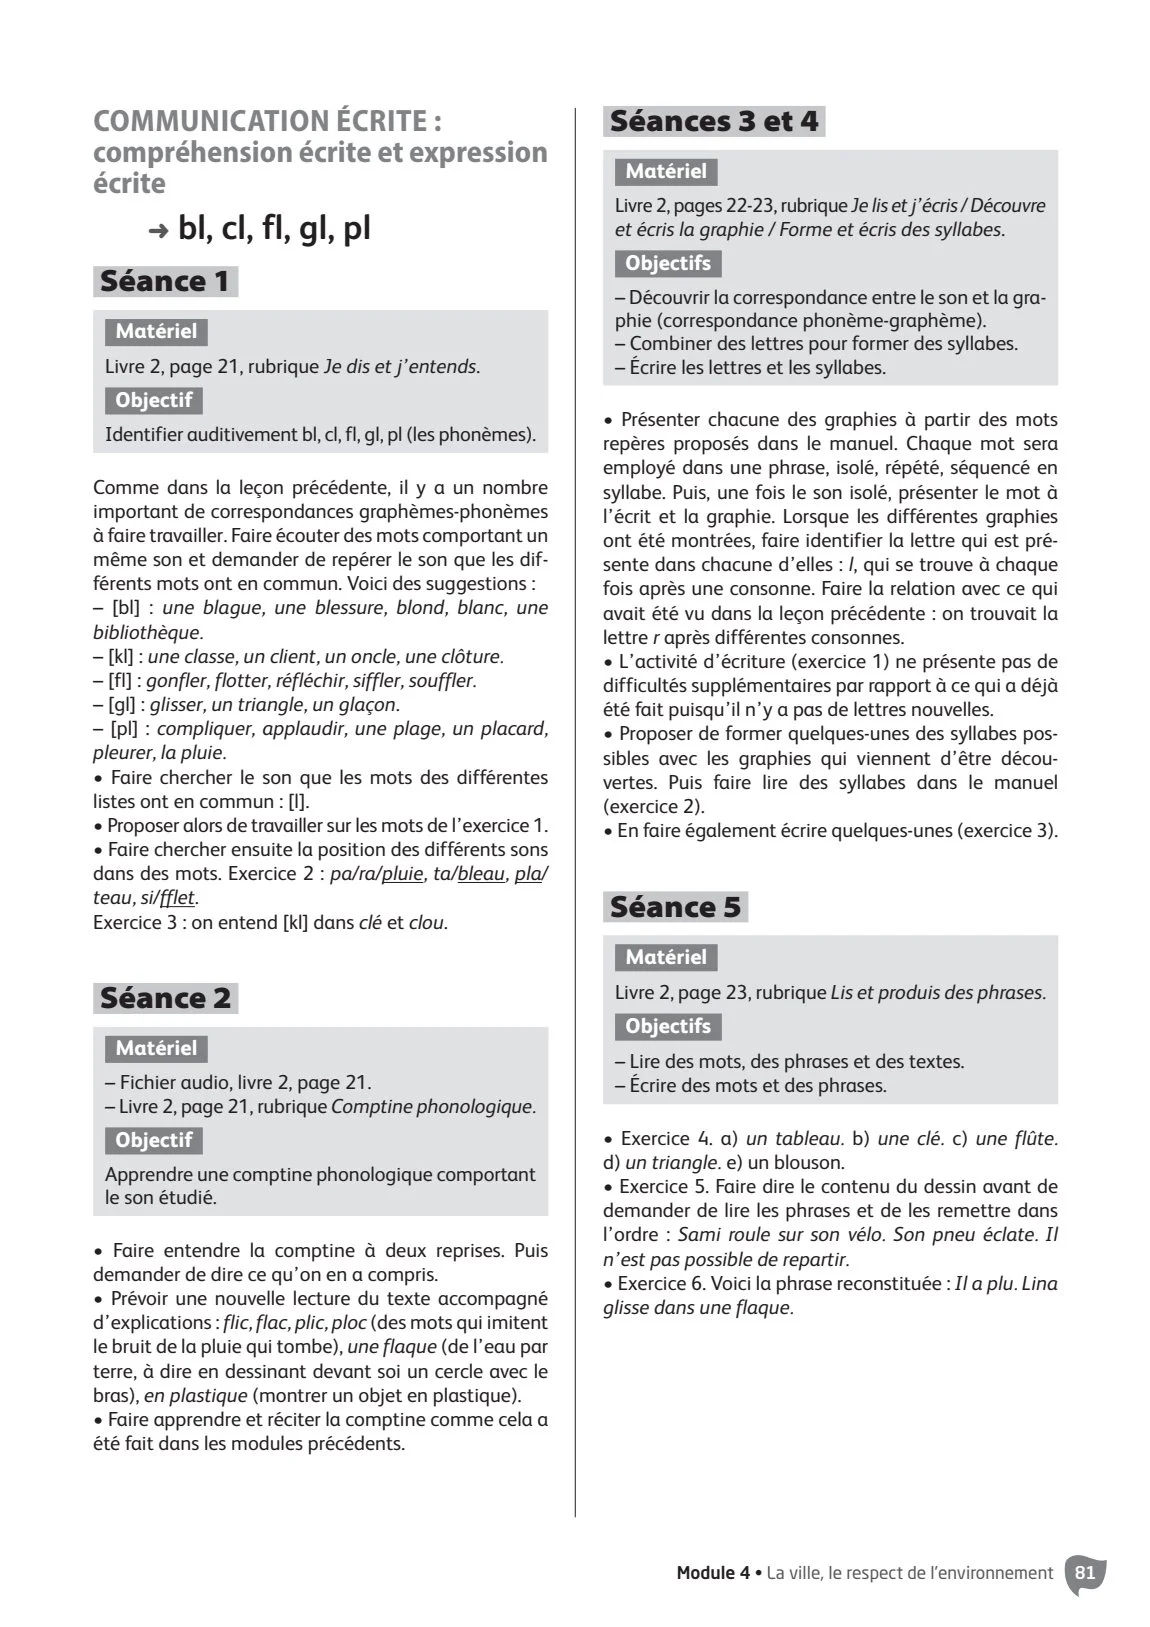 COMMUNICATION ÉCRITE :
compréhension écrite et expression
écrite
➜ bl, cl, fl, gl, pl
Séance 1
Matériel
Livre 2, page 21, rubrique Je dis et j’entends.
Objectif
Identifier auditivement bl, cl, fl, gl, pl (les phonèmes).
Comme dans la leçon précédente, il y a un nombre
important de correspondances graphèmes-phonèmes
à faire travailler. Faire écouter des mots comportant un
même son et demander de repérer le son que les dif-
férents mots ont en commun. Voici des suggestions :
– [bl] : une blague, une blessure, blond, blanc, une
bibliothèque.
– [kl] : une classe, un client, un oncle, une clôture.
– [fl] : gonfler, flotter, réfléchir, siffler, souffler.
– [gl] : glisser, un triangle, un glaçon.
– [pl] : compliquer, applaudir, une plage, un placard,
pleurer, la pluie.
• Faire chercher le son que les mots des différentes
listes ont en commun : [l].
• Proposer alors de travailler sur les mots de l’exercice 1.
• Faire chercher ensuite la position des différents sons
dans des mots. Exercice 2 : pa/ra/pluie, ta/bleau, pla/
teau, si/fflet.
Exercice 3 : on entend [kl] dans clé et clou.
Séance 2
Matériel
– Fichier audio, livre 2, page 21.
– Livre 2, page 21, rubrique Comptine phonologique.
Objectif
Apprendre une comptine phonologique comportant
le son étudié.
• Faire entendre la comptine à deux reprises. Puis
demander de dire ce qu’on en a compris.
• Prévoir une nouvelle lecture du texte accompagné
d’explications : flic, flac, plic, ploc (des mots qui imitent
le bruit de la pluie qui tombe), une flaque (de l’eau par
terre, à dire en dessinant devant soi un cercle avec le
bras), en plastique (montrer un objet en plastique).
• Faire apprendre et réciter la comptine comme cela a
été fait dans les modules précédents.
Séances 3 et 4
Matériel
Livre 2, pages 22-23, rubrique Je lis et j’écris / Découvre
et écris la graphie / Forme et écris des syllabes.
Objectifs
– Découvrir la correspondance entre le son et la gra-
phie (correspondance phonème-graphème).
– Combiner des lettres pour former des syllabes.
– Écrire les lettres et les syllabes.
• Présenter chacune des graphies à partir des mots
repères proposés dans le manuel. Chaque mot sera
employé dans une phrase, isolé, répété, séquencé en
syllabe. Puis, une fois le son isolé, présenter le mot à
l’écrit et la graphie. Lorsque les différentes graphies
ont été montrées, faire identifier la lettre qui est pré-
sente dans chacune d’elles : l, qui se trouve à chaque
fois après une consonne. Faire la relation avec ce qui
avait été vu dans la leçon précédente : on trouvait la
lettre r après différentes consonnes.
• L’activité d’écriture (exercice 1) ne présente pas de
difficultés supplémentaires par rapport à ce qui a déjà
été fait puisqu’il n’y a pas de lettres nouvelles.
• Proposer de former quelques-unes des syllabes pos-
sibles avec les graphies qui viennent d’être décou-
vertes. Puis faire lire des syllabes dans le manuel
(exercice 2).
• En faire également écrire quelques-unes (exercice 3).
Séance 5
Matériel
Livre 2, page 23, rubrique Lis et produis des phrases.
Objectifs
– Lire des mots, des phrases et des textes.
– Écrire des mots et des phrases.
• Exercice 4. a) un tableau. b) une clé. c) une flûte.
d) un triangle. e) un blouson.
• Exercice 5. Faire dire le contenu du dessin avant de
demander de lire les phrases et de les remettre dans
l’ordre : Sami roule sur son vélo. Son pneu éclate. Il
n’est pas possible de repartir.
• Exercice 6. Voici la phrase reconstituée : Il a plu. Lina
glisse dans une flaque.
Module 4 • La ville, le respect de l’environnement 81